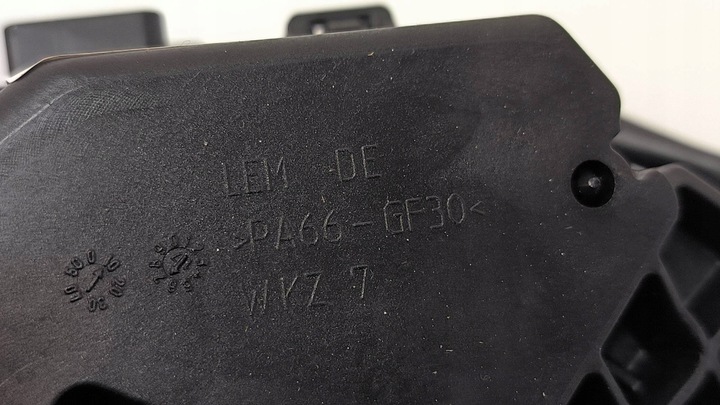 LEM DE
>PA66-GF30<
WKZ 7